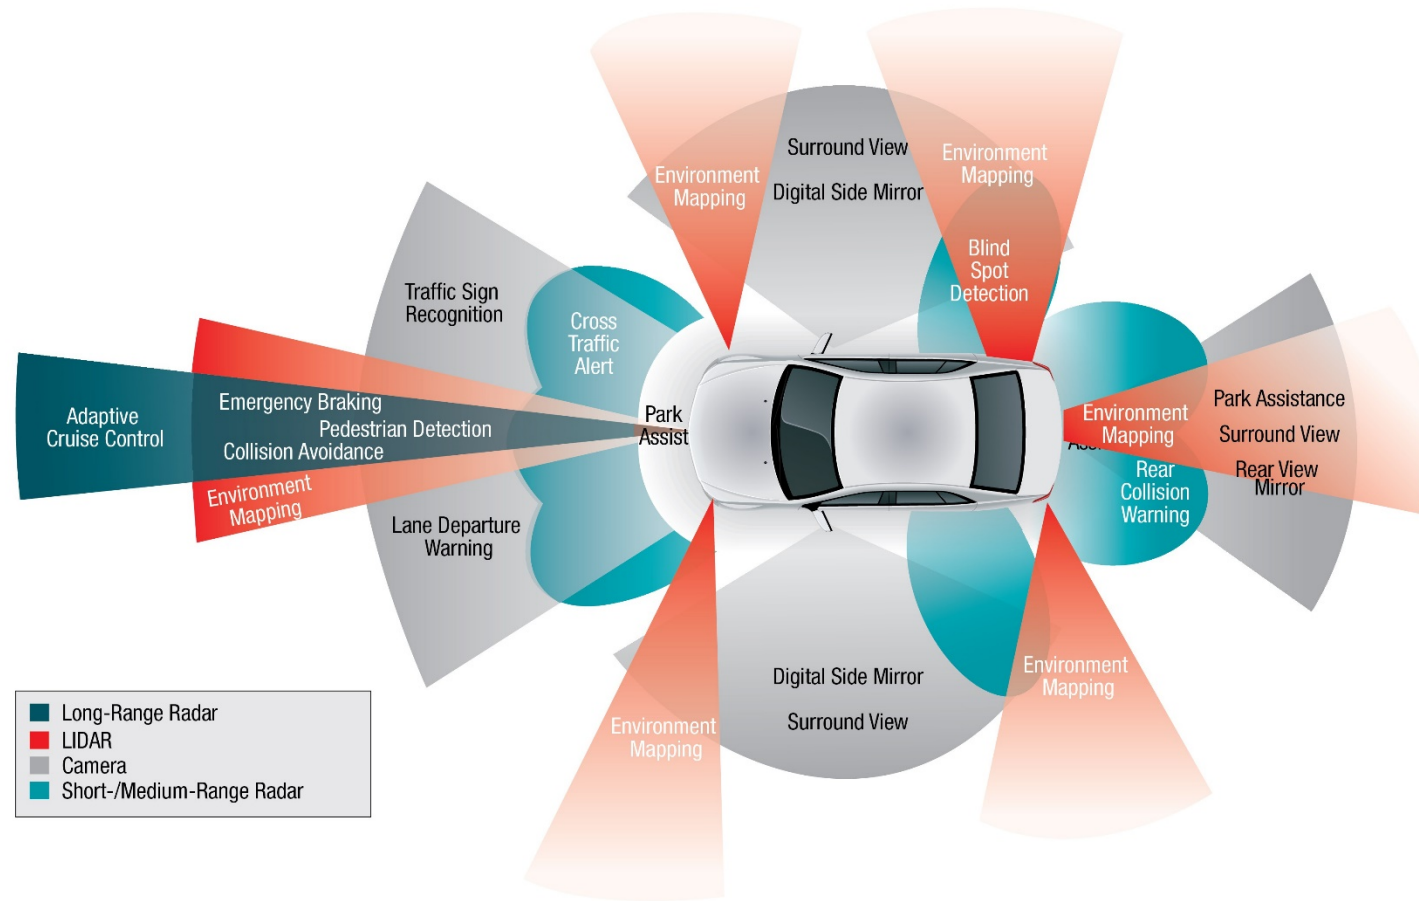 Environment
Mapping
Surround View
Digital Side Mirror
Environment
Mapping
Blind
Spot
Detection
Traffic Sign
Recognition
Cross
Traffic
Alert
Adaptive
Cruise Control
Emergency Braking
Pedestrian Detection
Collision Avoidance
Environment
Mapping
Lane Departure
Warning
Park
Assist
Environment
Mapping
Rear
Collision
Warning
Park Assistance
Surround View
Rear View
Mirror
Digital Side Mirror
Surround View
Environment
Mapping
Environment
Mapping
Long-Range Radar
LIDAR
Camera
Short-/Medium-Range Radar